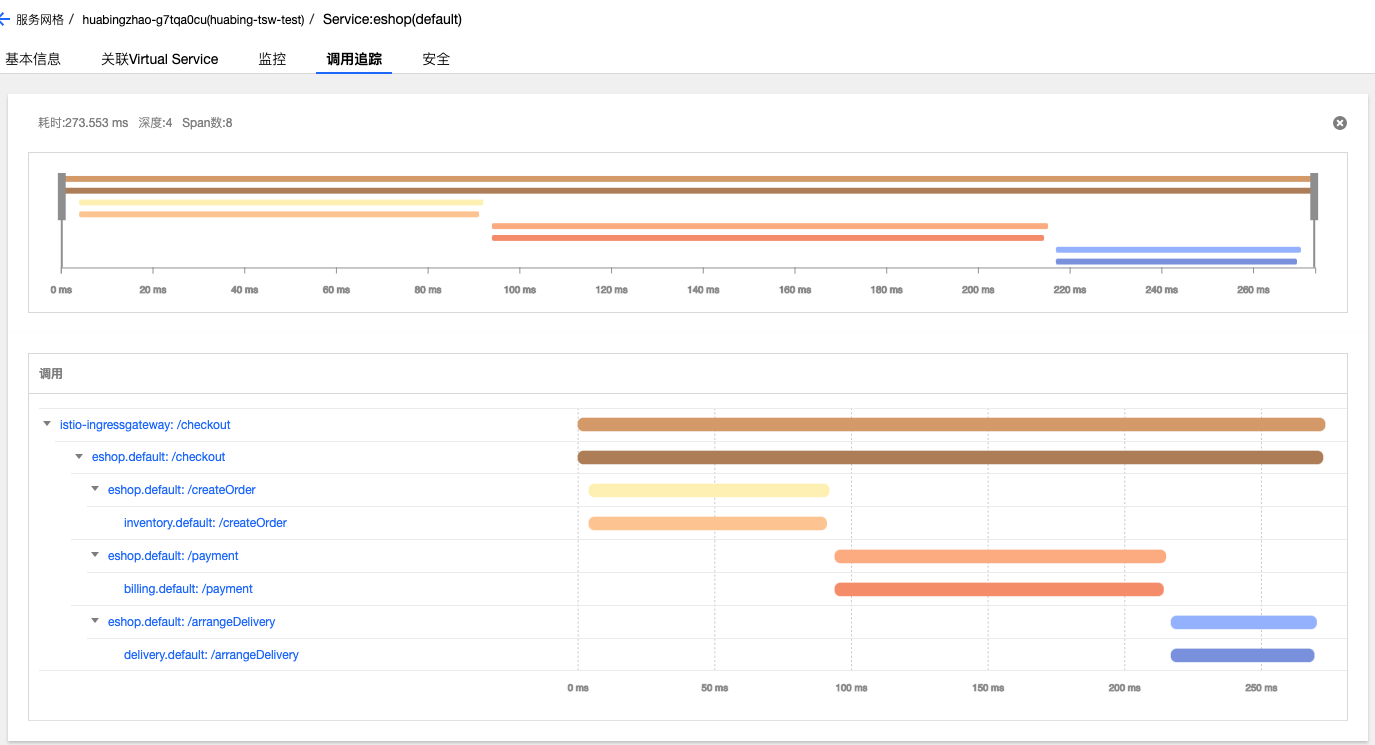 服务网格 / huabingzhao-g7tqa0cu(huabing-tsw-test) / Service:eshop(default)
基本信息 关联Virtual Service 监控 调用追踪 安全
耗时:273.553 ms 深度:4 Span数:8
0 ms 20 ms 40 ms 60 ms 80 ms 100 ms 120 ms 140 ms 160 ms 180 ms 200 ms 220 ms 240 ms 260 ms
调用
istio-ingressgateway: /checkout
eshop.default: /checkout
eshop.default: /createOrder
inventory.default: /createOrder
eshop.default: /payment
billing.default: /payment
eshop.default: /arrangeDelivery
delivery.default: /arrangeDelivery
0 ms 50 ms 100 ms 150 ms 200 ms 250 ms